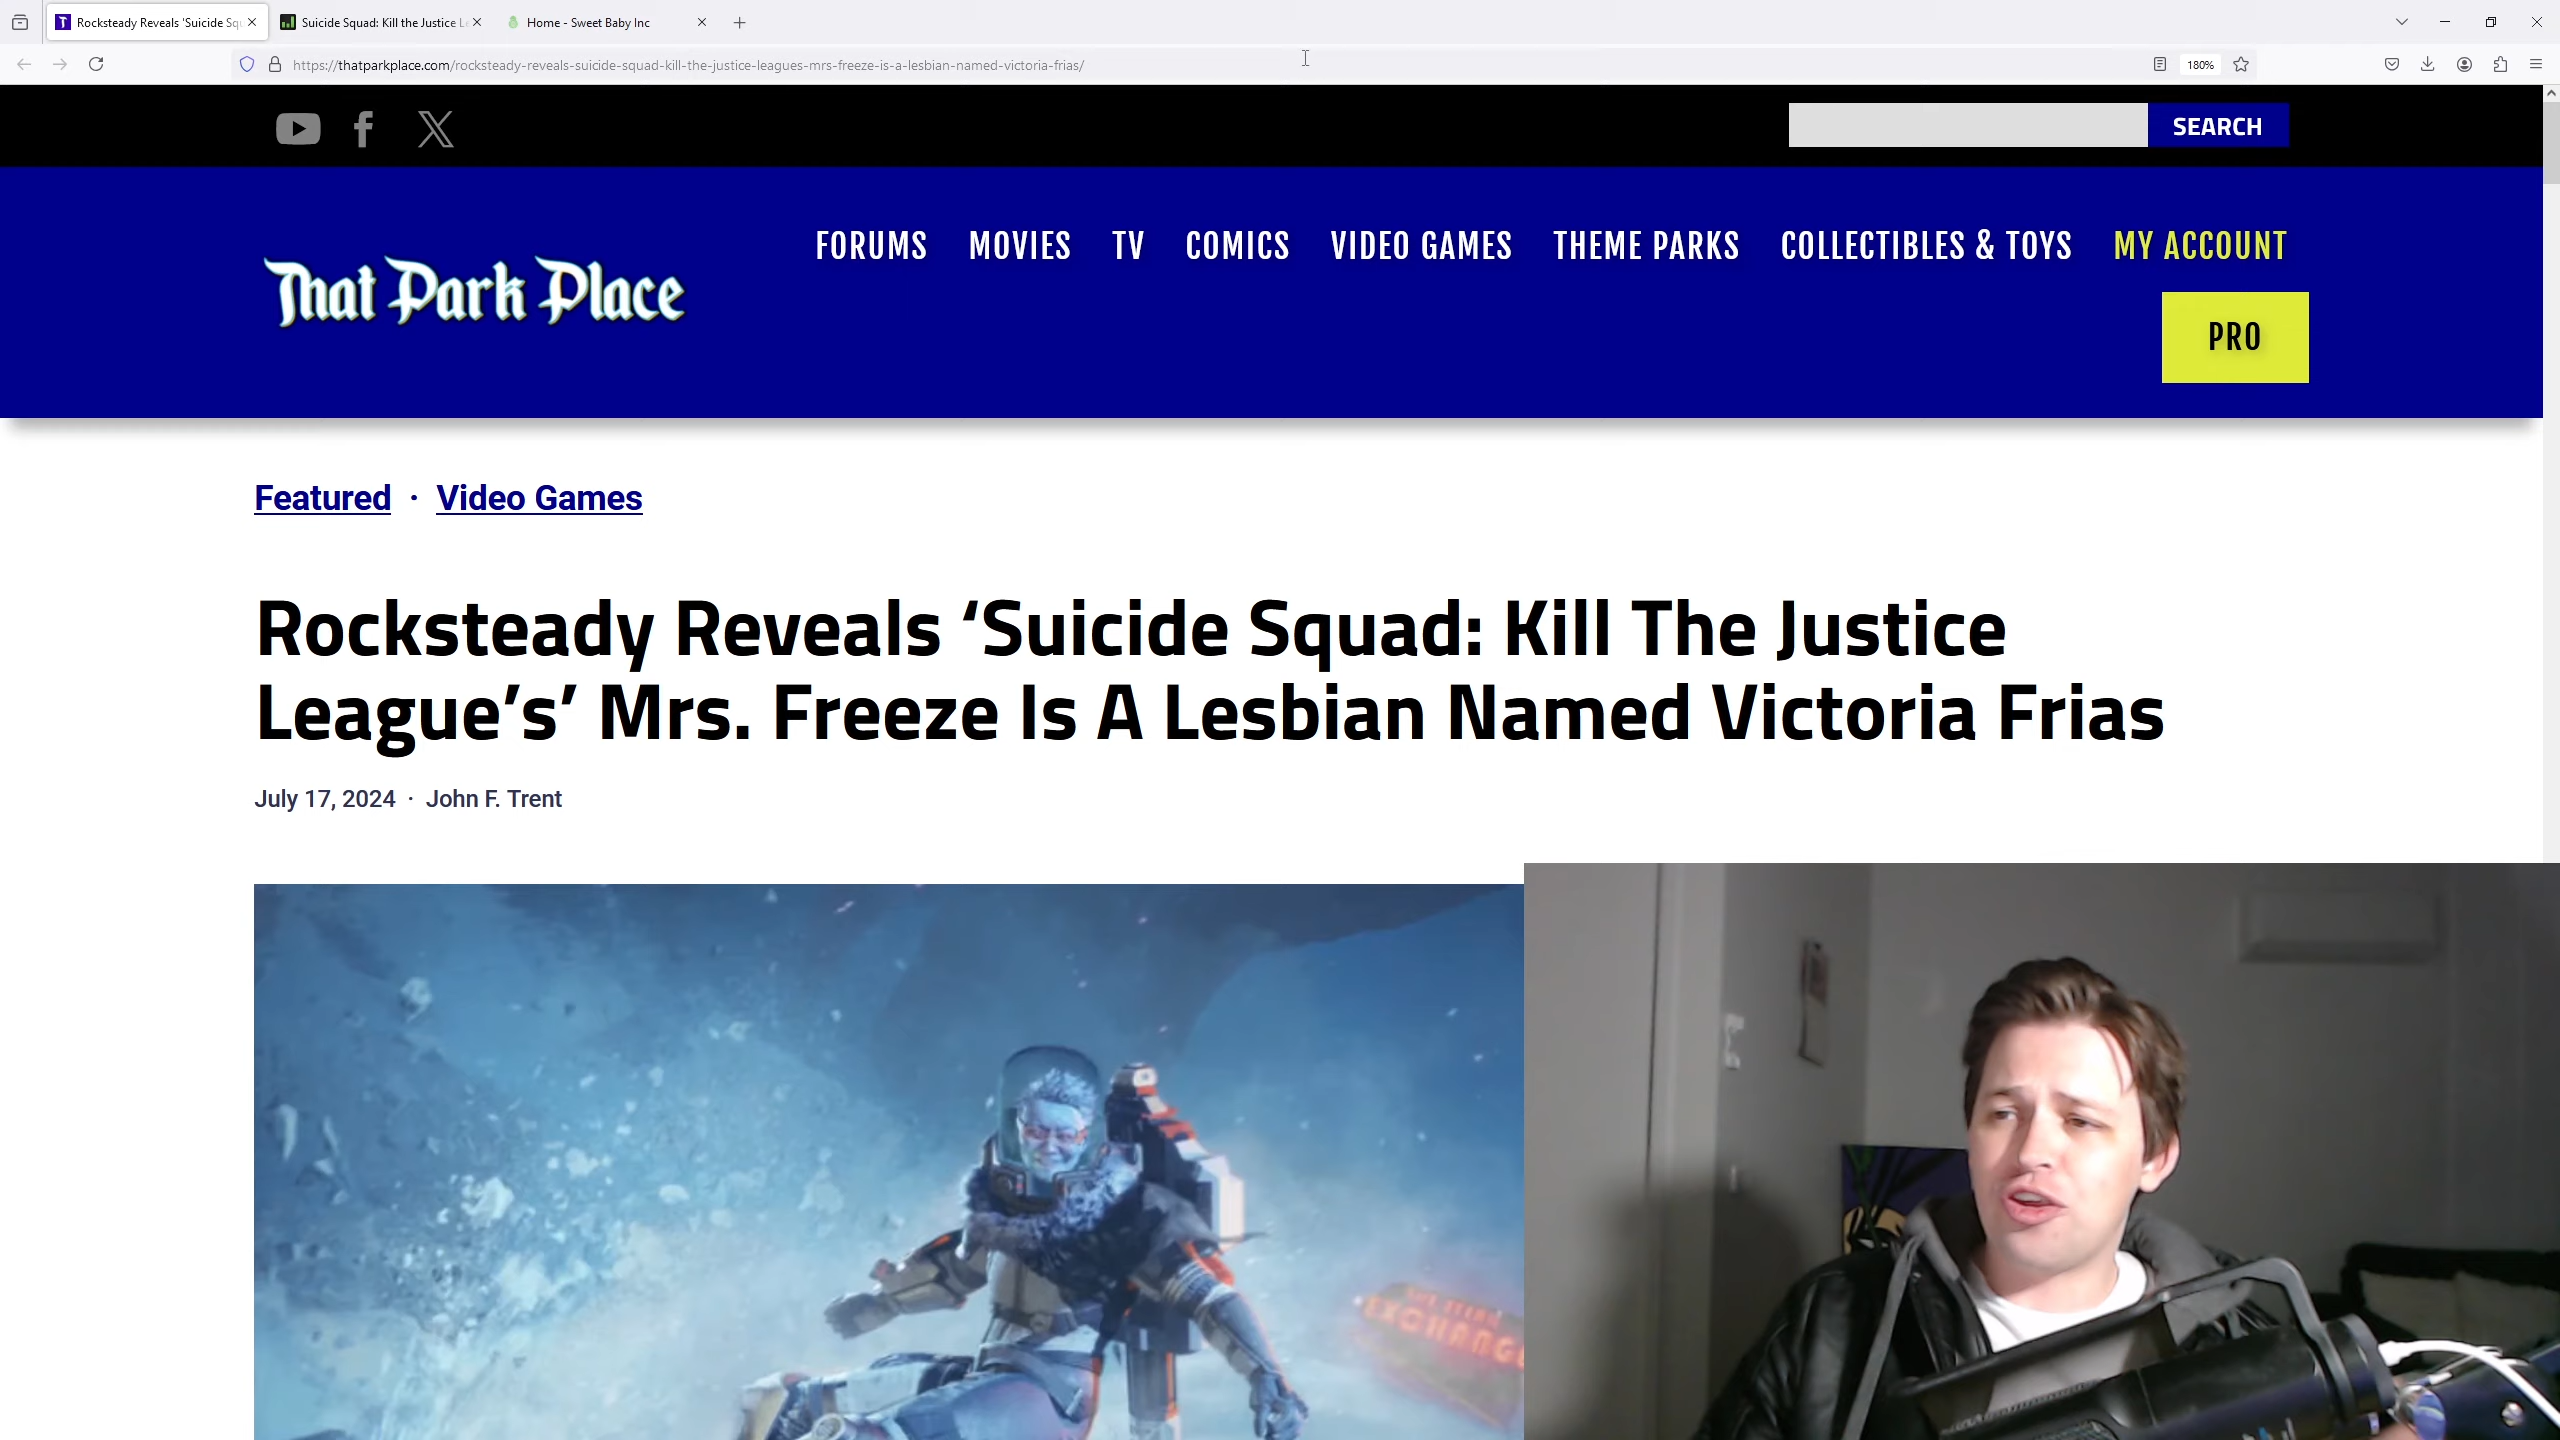 Rocksteady Reveals 'Suicide Squ
Suicide Squad: Kill the Justice Le
Home - Sweet Baby Inc
https://thatparkplace.com/rocksteady-reveals-suicide-squad-kill-the-justice-leagues-mrs-freeze-is-a-lesbian-named-victoria-frias/
180%
SEARCH
That Park Place
FORUMS MOVIES TV COMICS VIDEO GAMES THEME PARKS COLLECTIBLES & TOYS MY ACCOUNT
PRO
Featured · Video Games
Rocksteady Reveals ‘Suicide Squad: Kill The Justice
League’s’ Mrs. Freeze Is A Lesbian Named Victoria Frias
July 17, 2024 · John F. Trent